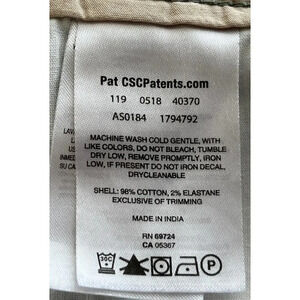 Pat CSCPatents.com
119 0518 40370
AS0184 1794792
MACHINE WASH COLD GENTLE, WITH
LIKE COLORS, DO NOT BLEACH, TUMBLE
DRY LOW, REMOVE PROMPTLY, IRON
LOW, IF PRESENT DO NOT IRON DECAL,
DRYCLEANABLE
SHELL: 98% COTTON, 2% ELASTANE
EXCLUSIVE OF TRIMMING
MADE IN INDIA
RN 69724
CA 05367
30C
P